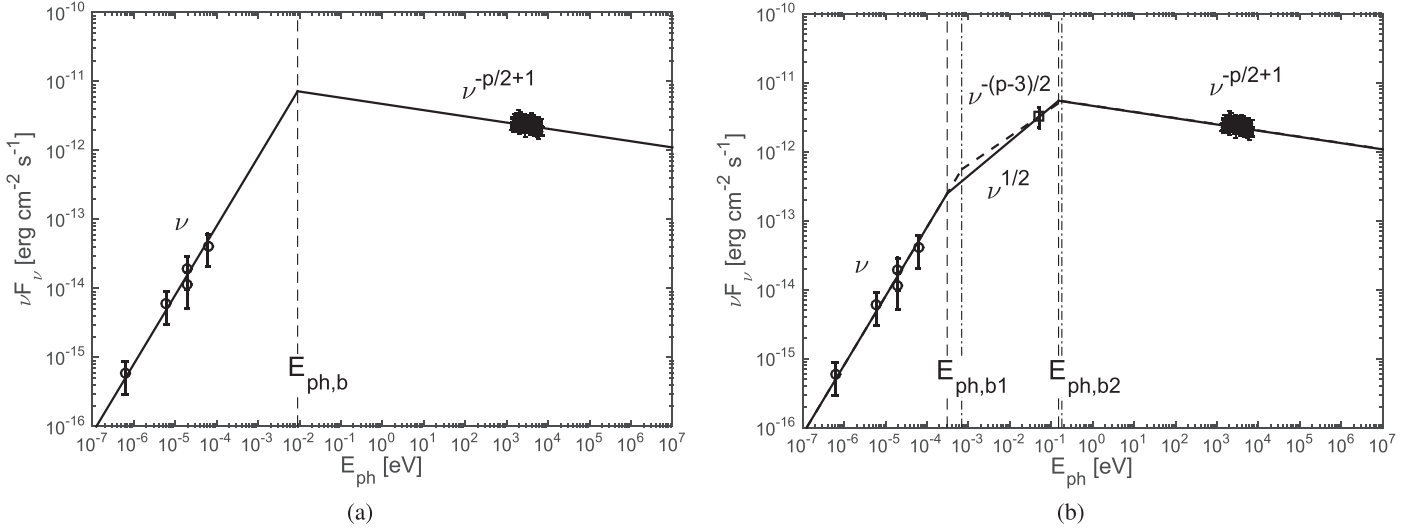 10^-10
10^-11
10^-12
10^-13
10^-14
10^-15
10^-16
νF_ν [erg cm^-2 s^-1]
ν
ν^-p/2+1
E_ph,b
10^-7 10^-6 10^-5 10^-4 10^-3 10^-2 10^-1 10^0 10^1 10^2 10^3 10^4 10^5 10^6 10^7
E_ph [eV]
(a)
10^-10
10^-11
10^-12
10^-13
10^-14
10^-15
10^-16
νF_ν [erg cm^-2 s^-1]
ν
ν^-(p-3)/2
ν^1/2
ν^-p/2+1
E_ph,b1
E_ph,b2
10^-7 10^-6 10^-5 10^-4 10^-3 10^-2 10^-1 10^0 10^1 10^2 10^3 10^4 10^5 10^6 10^7
E_ph [eV]
(b)